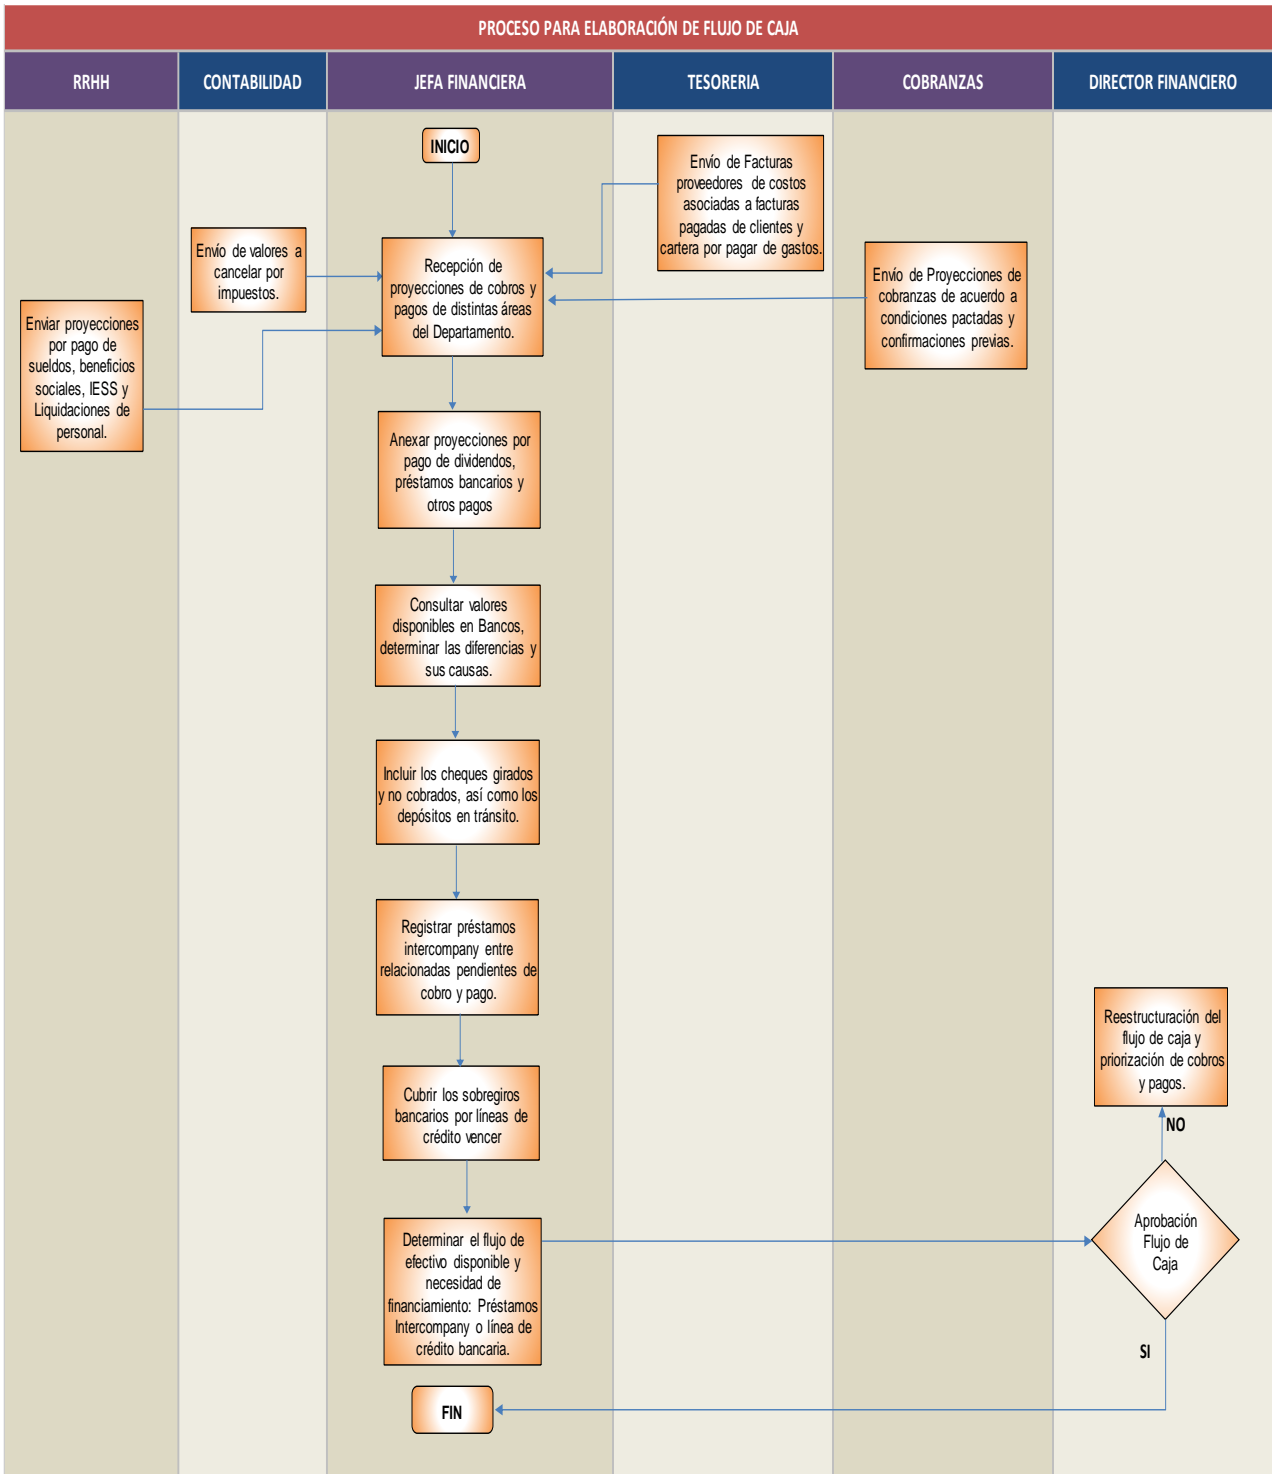 PROCESO PARA ELABORACIÓN DE FLUJO DE CAJA
RRHH
CONTABILIDAD
JEFA FINANCIERA
TESORERIA
COBRANZAS
DIRECTOR FINANCIERO
INICIO
Envío de Facturas
proveedores de costos
asociadas a facturas
pagadas de clientes y
cartera por pagar de gastos.
Envío de valores a
cancelar por
impuestos.
Recepción de
proyecciones de cobros y
pagos de distintas áreas
del Departamento.
Envío de Proyecciones de
cobranzas de acuerdo a
condiciones pactadas y
confirmaciones previas.
Enviar proyecciones
por pago de
sueldos, beneficios
sociales, IESS y
Liquidaciones de
personal.
Anexar proyecciones por
pago de dividendos,
préstamos bancarios y
otros pagos
Consultar valores
disponibles en Bancos,
determinar las diferencias y
sus causas.
Incluir los cheques girados
y no cobrados, así como los
depósitos en tránsito.
Registrar préstamos
intercompany entre
relacionadas pendientes de
cobro y pago.
Reestructuración del
flujo de caja y
priorización de cobros
y pagos.
Cubrir los sobregiros
bancarios por líneas de
crédito vencer
NO
Aprobación
Flujo de
Caja
Determinar el flujo de
efectivo disponible y
necesidad de
financiamiento: Préstamos
Intercompany o línea de
crédito bancaria.
SI
FIN